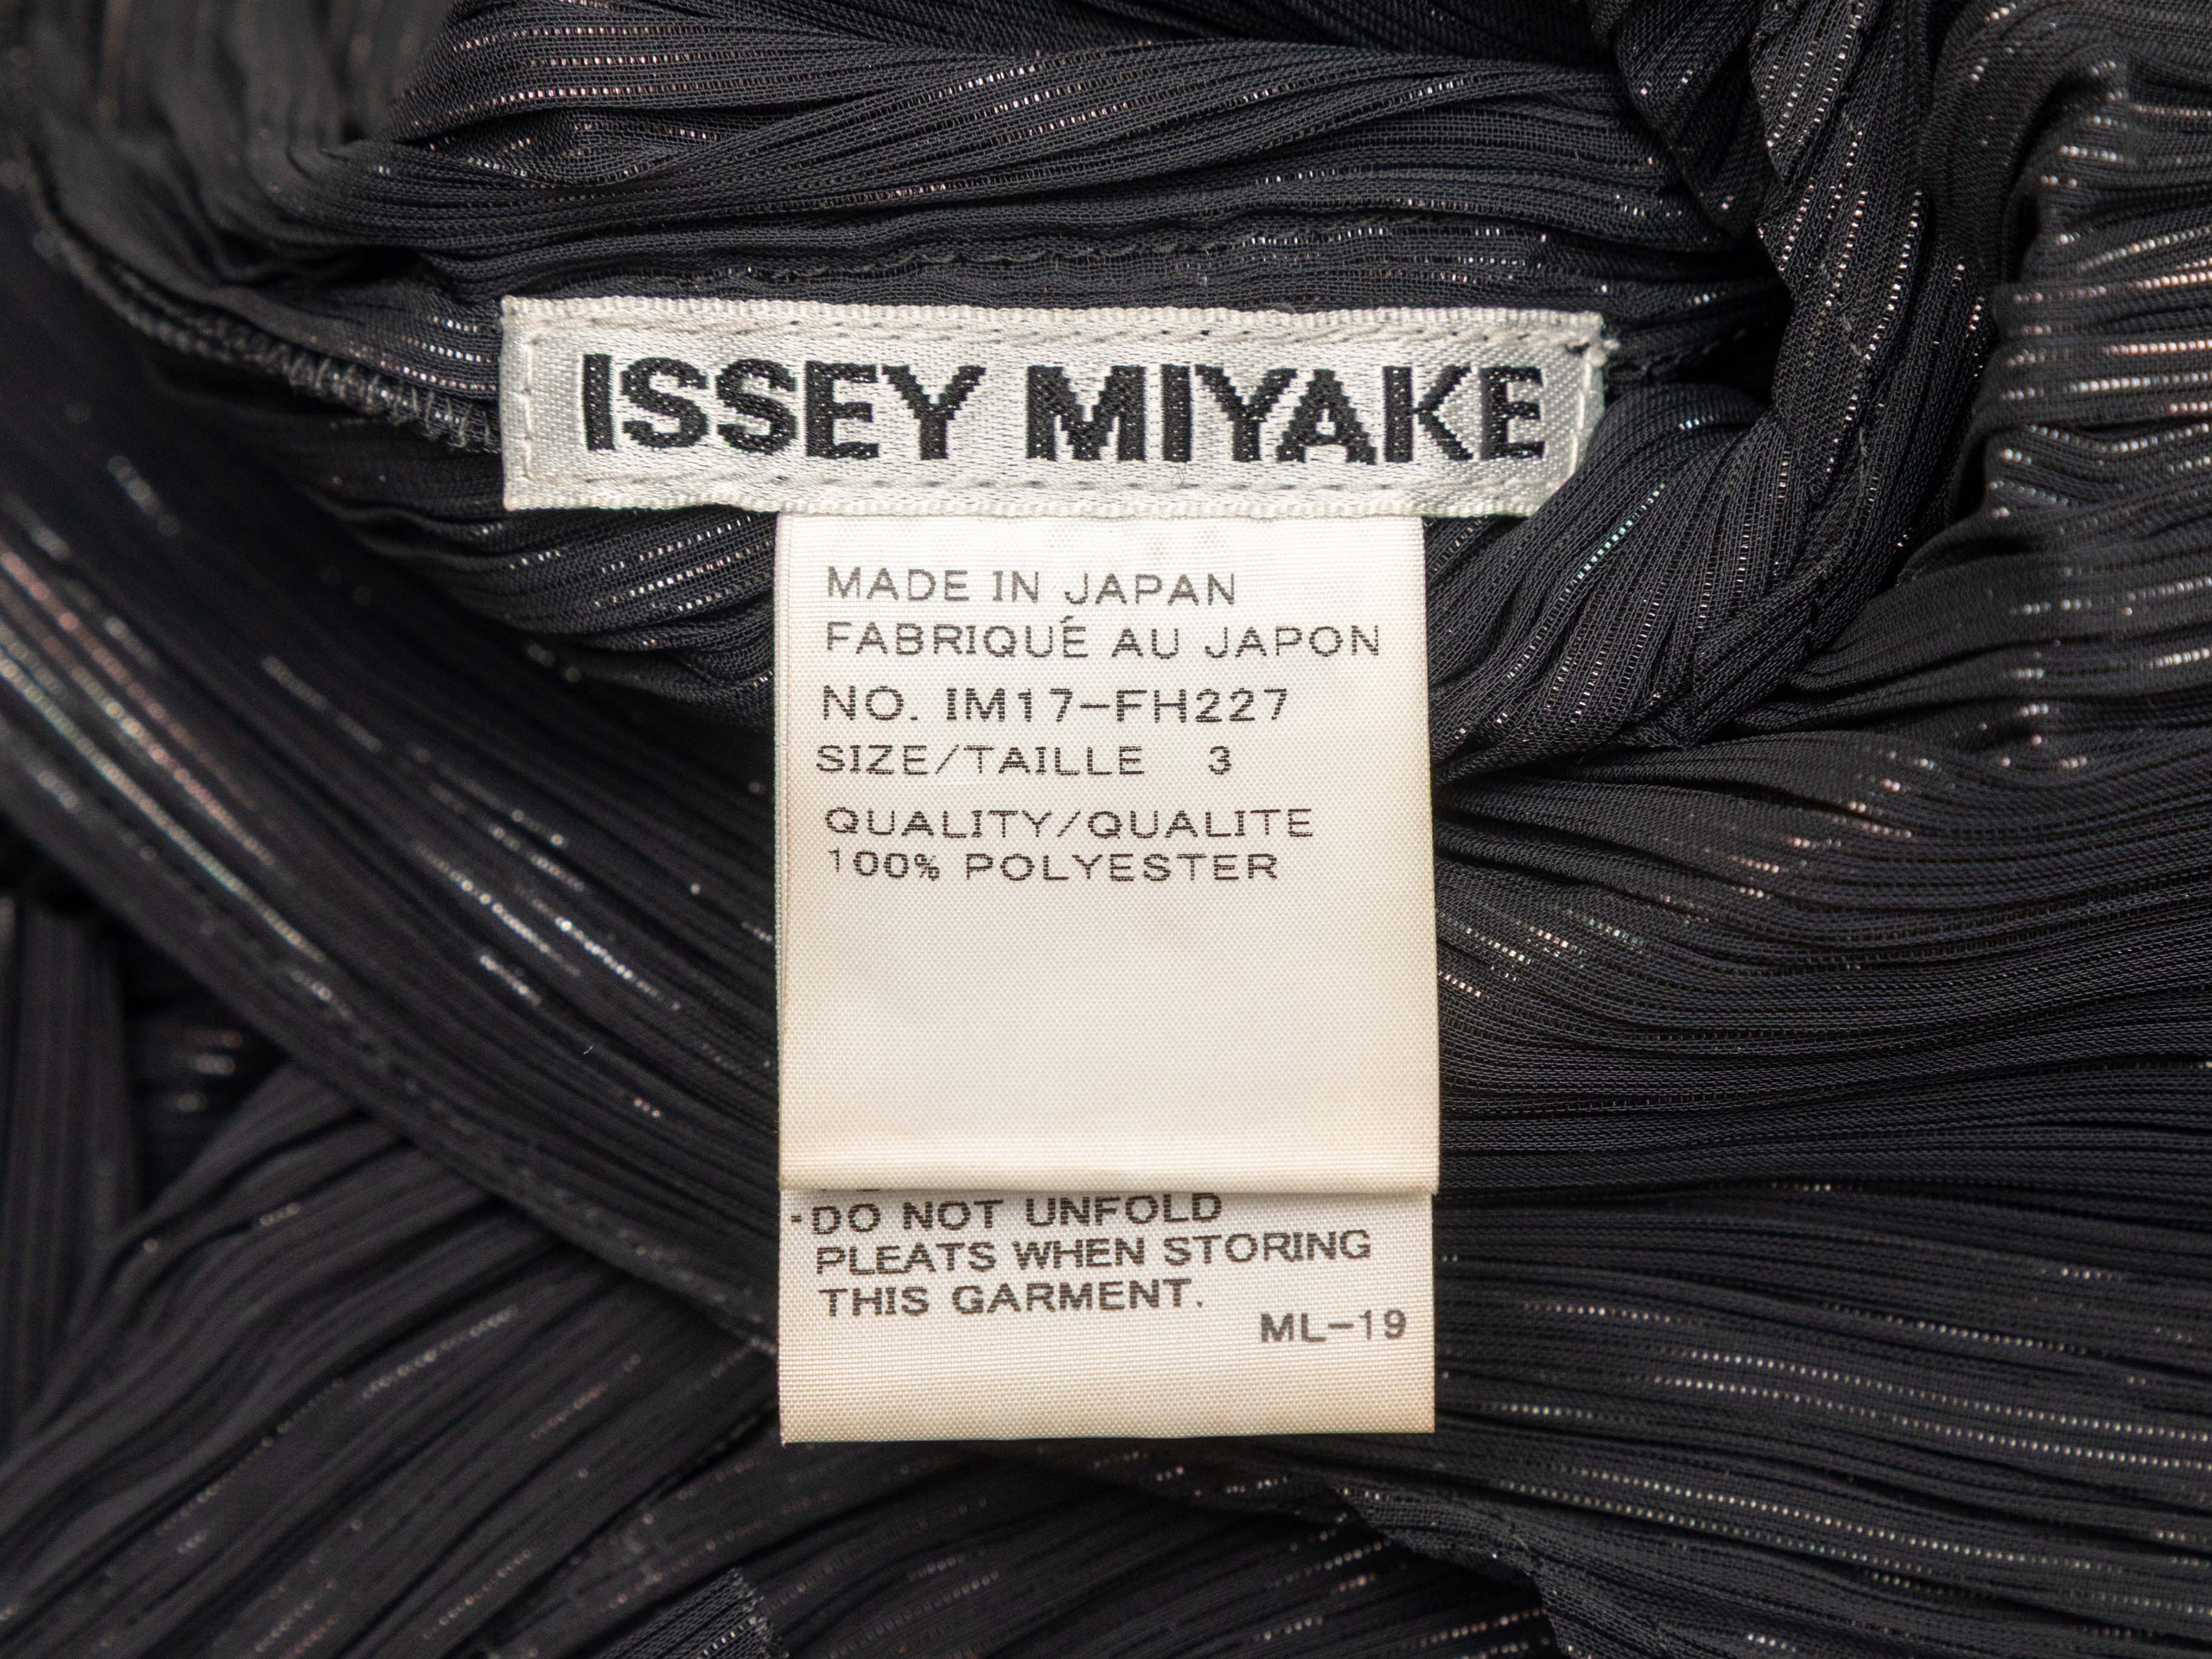 ISSEY MIYAKE
MADE IN JAPAN
FABRIQUÉ AU JAPON
NO. IM17-FH227
SIZE/TAILLE 3
QUALITY/QUALITE
100% POLYESTER
·DO NOT UNFOLD
PLEATS WHEN STORING
THIS GARMENT.
ML-19